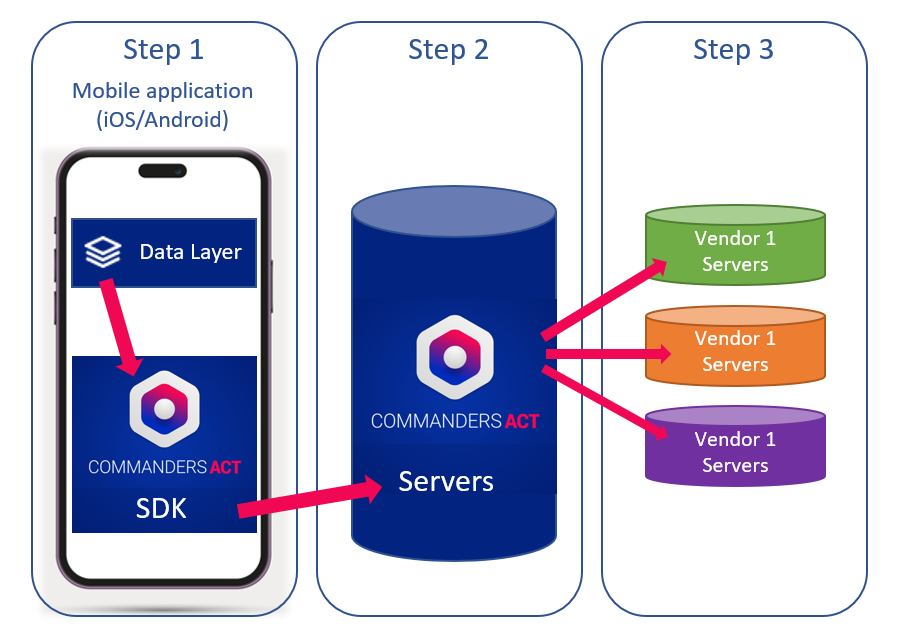 Step 1
Mobile application
(iOS/Android)
Data Layer
COMMANDERS ACT
SDK
Step 2
COMMANDERS ACT
Servers
Step 3
Vendor 1
Servers
Vendor 1
Servers
Vendor 1
Servers